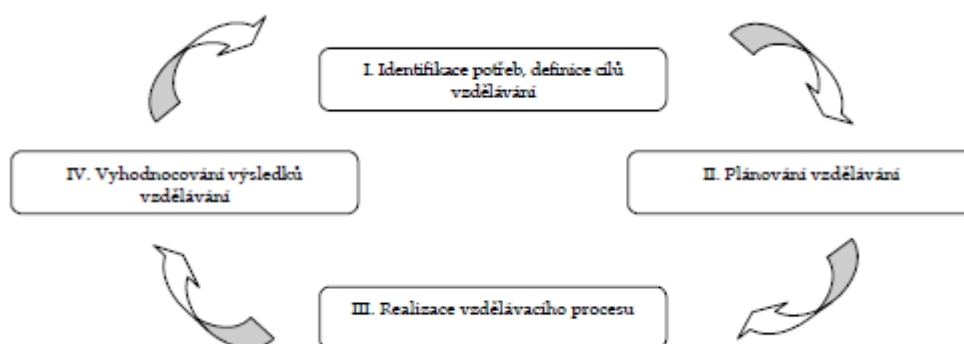 I. Identifikace potřeb, definice cílů
vzdělávání
IV. Vyhodnocování výsledků
vzdělávání
II. Plánování vzdělávání
III. Realizace vzdělávacího procesu